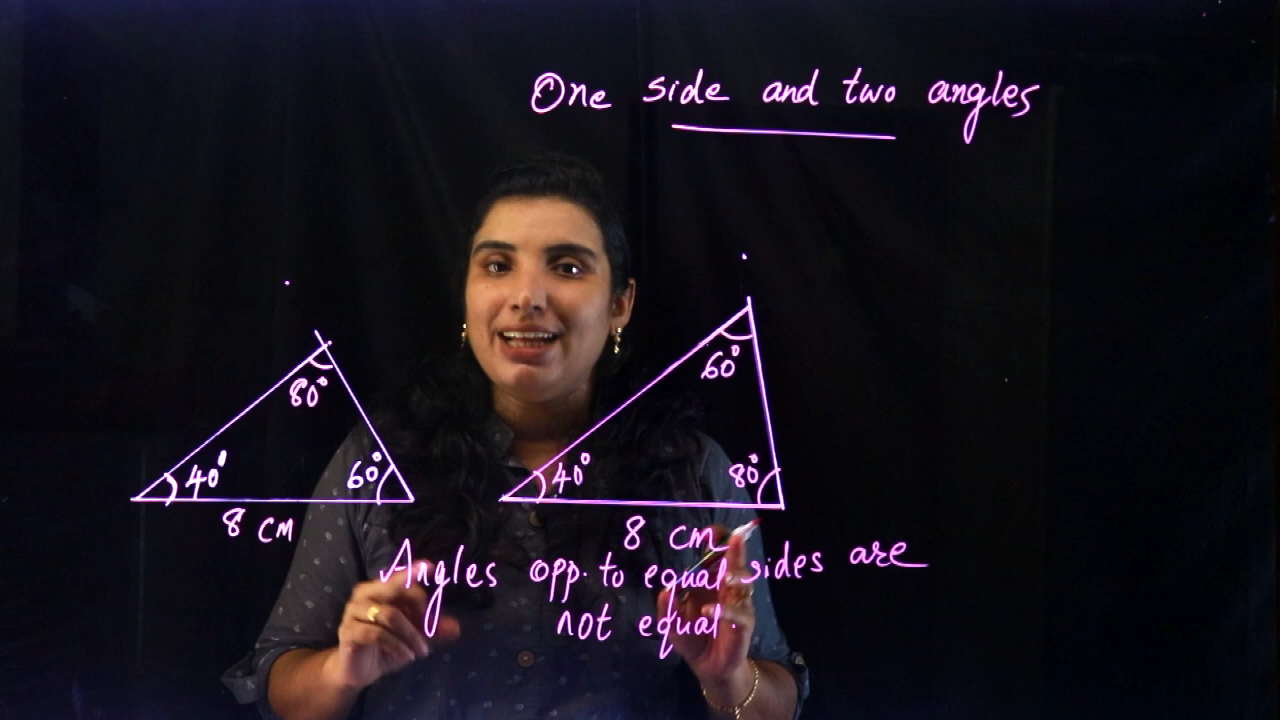 One side and two angles
80°
40°
60°
8 cm
60°
40°
80°
8 cm
Angles opp. to equal sides are
not equal.